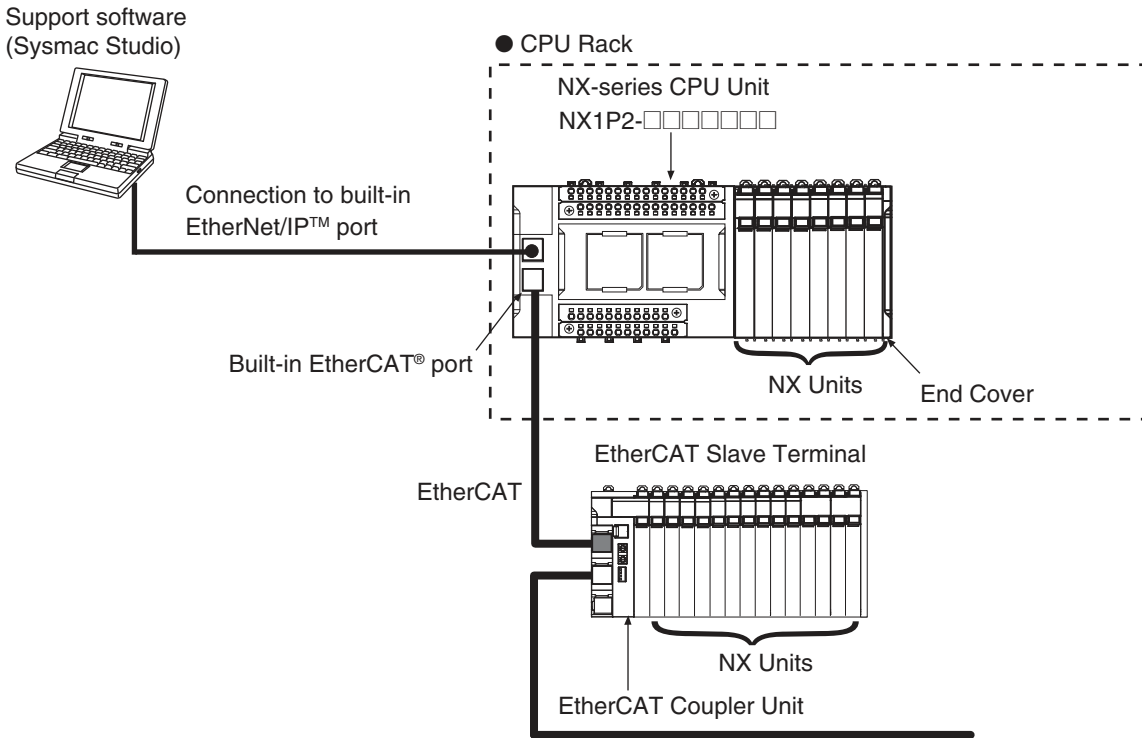 Support software
(Sysmac Studio)
● CPU Rack
NX-series CPU Unit
NX1P2-□□□□□□□
Connection to built-in
EtherNet/IP™ port
Built-in EtherCAT® port
NX Units
End Cover
EtherCAT Slave Terminal
EtherCAT
NX Units
EtherCAT Coupler Unit